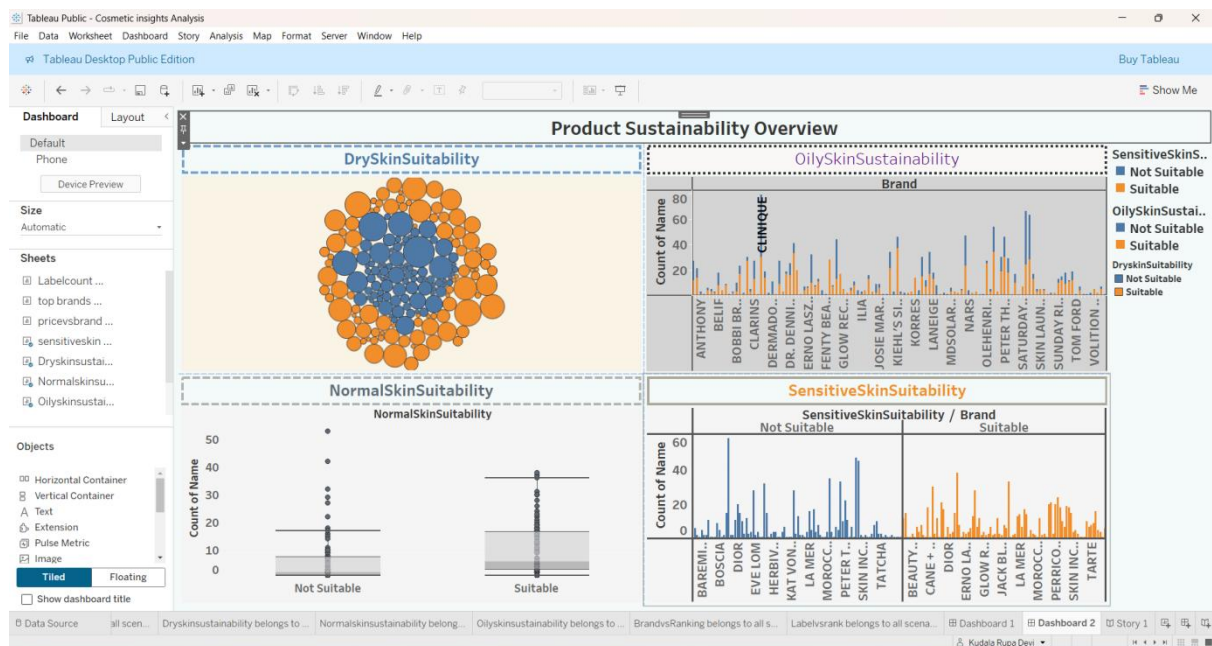 Tableau Public - Cosmetic insights Analysis
File Data Worksheet Dashboard Story Analysis Map Format Server Window Help
Tableau Desktop Public Edition
Buy Tableau
Show Me
Dashboard Layout
Default
Phone
Device Preview
Size
Automatic
Sheets
Labelcount ...
top brands ...
pricevsbrand ...
sensitiveskin ...
Dryskinsustai...
Normalskinsu...
Oilyskinsustai...
Objects
Horizontal Container
Vertical Container
Text
Extension
Pulse Metric
Image
Tiled Floating
Show dashboard title
Product Sustainability Overview
DrySkinSuitability
OilySkinSustainability
Brand
Count of Name
80
60
40
20
CLINIQUE
ANTHONY
BELIF
BOBBI BR..
CLARINS
DERMADO..
DR. DENNI..
ERNO LASZ..
FENTY BEA..
GLOW REC..
ILIA
JOSIE MAR..
KIEHL'S SI..
KORRES
LANEIGE
MDSOLAR..
NARS
OLEHENRI..
PETER TH..
SATURDAY..
SKIN LAUN..
SUNDAY RI..
TOM FORD
VOLITION ..
SensitiveSkinS..
Not Suitable
Suitable
OilySkinSustai..
Not Suitable
Suitable
DryskinSuitability
Not Suitable
Suitable
NormalSkinSuitability
NormalSkinSuitability
Count of Name
50
40
30
20
10
0
Not Suitable
Suitable
SensitiveSkinSuitability
SensitiveSkinSuitability / Brand
Not Suitable
Suitable
Count of Name
60
40
20
0
BAREMI..
BOSCIA
DIOR
EVE LOM
HERBIV..
KAT VON..
LA MER
MOROCC..
PETER T..
SKIN INC..
TATCHA
BEAUTY..
CANE + ..
DIOR
ERNO LA..
GLOW R..
JACK BL..
LA MER
MOROCC..
PERRICO..
SKIN INC..
TARTE
Data Source
all scen...
Dryskinsustainability belongs to ...
Normalskinsustainability belong...
Oilyskinsustainability belongs to ...
BrandvsRanking belongs to all s...
Labelvsrank belongs to all scena...
Dashboard 1
Dashboard 2
Story 1
Kudala Rupa Devi